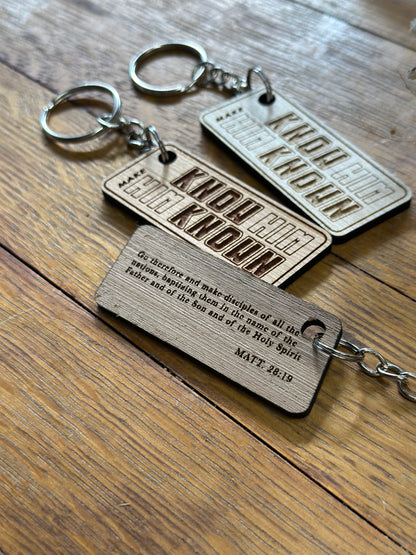 KNOW HIM
MAKE
HIM KNOWN
KNOW HIM
MAKE
HIM KNOWN
Go therefore and make disciples of all the
nations, baptising them in the name of the
Father and of the Son and of the Holy Spirit
MATT. 28:19